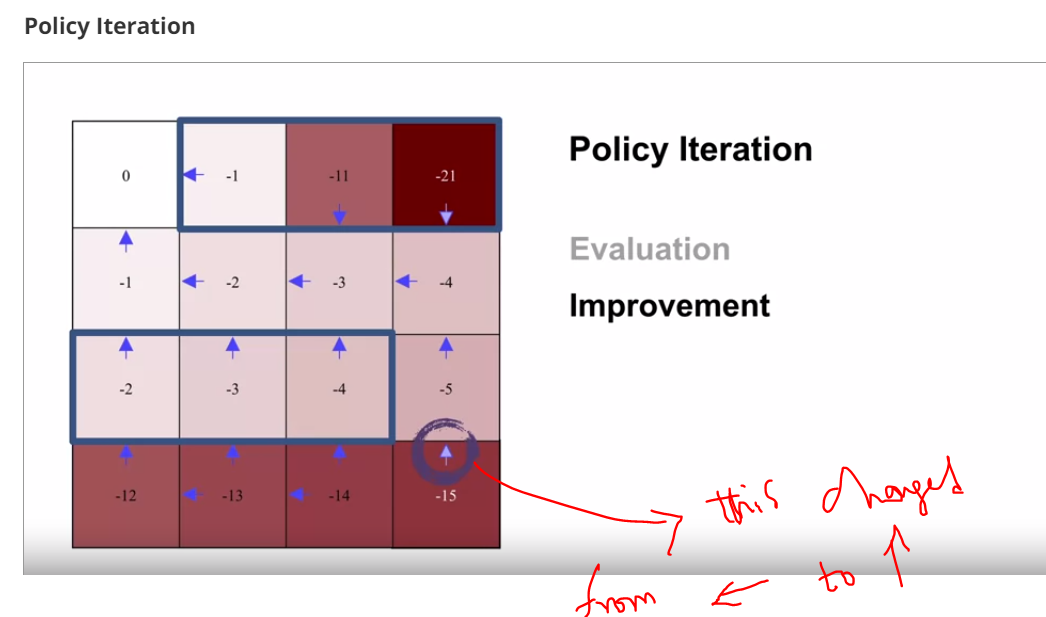 Policy Iteration
0 -1 -11 -21
Policy Iteration
-1 -2 -3 -4
Evaluation
Improvement
-2 -3 -4 -5
-12 -13 -14 -15
this changed
from ← to ↑